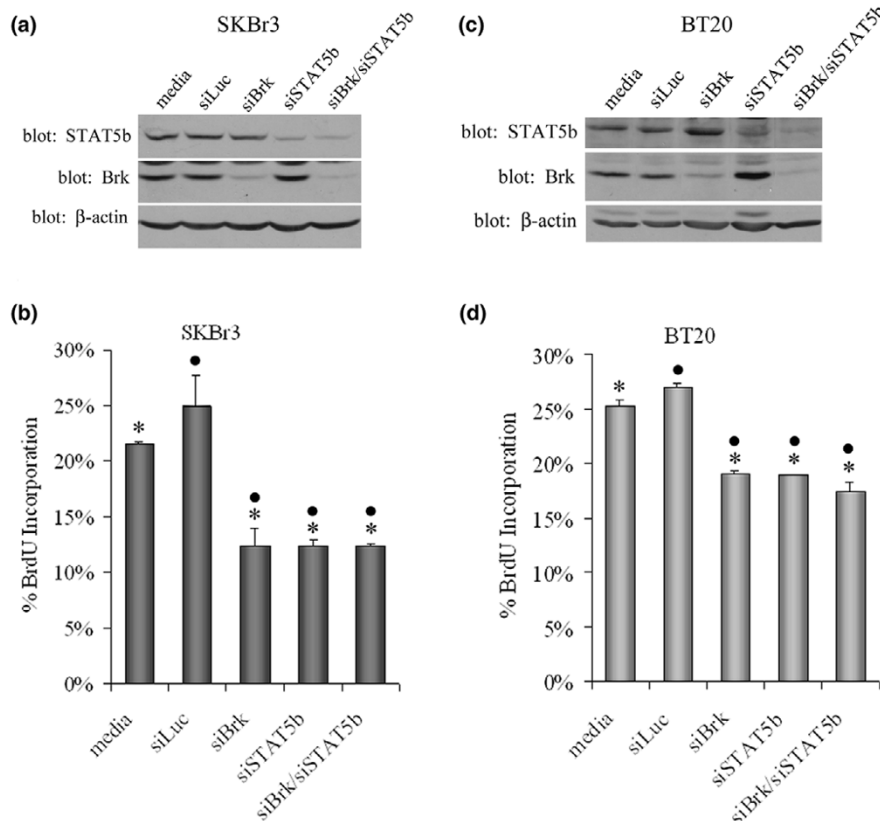 (a)
SKBr3
media
siLuc
siBrk
siSTAT5b
siBrk/siSTAT5b
blot: STAT5b
blot: Brk
blot: β-actin
(c)
BT20
media
siLuc
siBrk
siSTAT5b
siBrk/siSTAT5b
blot: STAT5b
blot: Brk
blot: β-actin
(b)
SKBr3
% BrdU Incorporation
30%
25%
20%
15%
10%
5%
0%
*
*
*
*
media
siLuc
siBrk
siSTAT5b
siBrk/siSTAT5b
(d)
BT20
% BrdU Incorporation
30%
25%
20%
15%
10%
5%
0%
*
*
*
*
media
siLuc
siBrk
siSTAT5b
siBrk/siSTAT5b